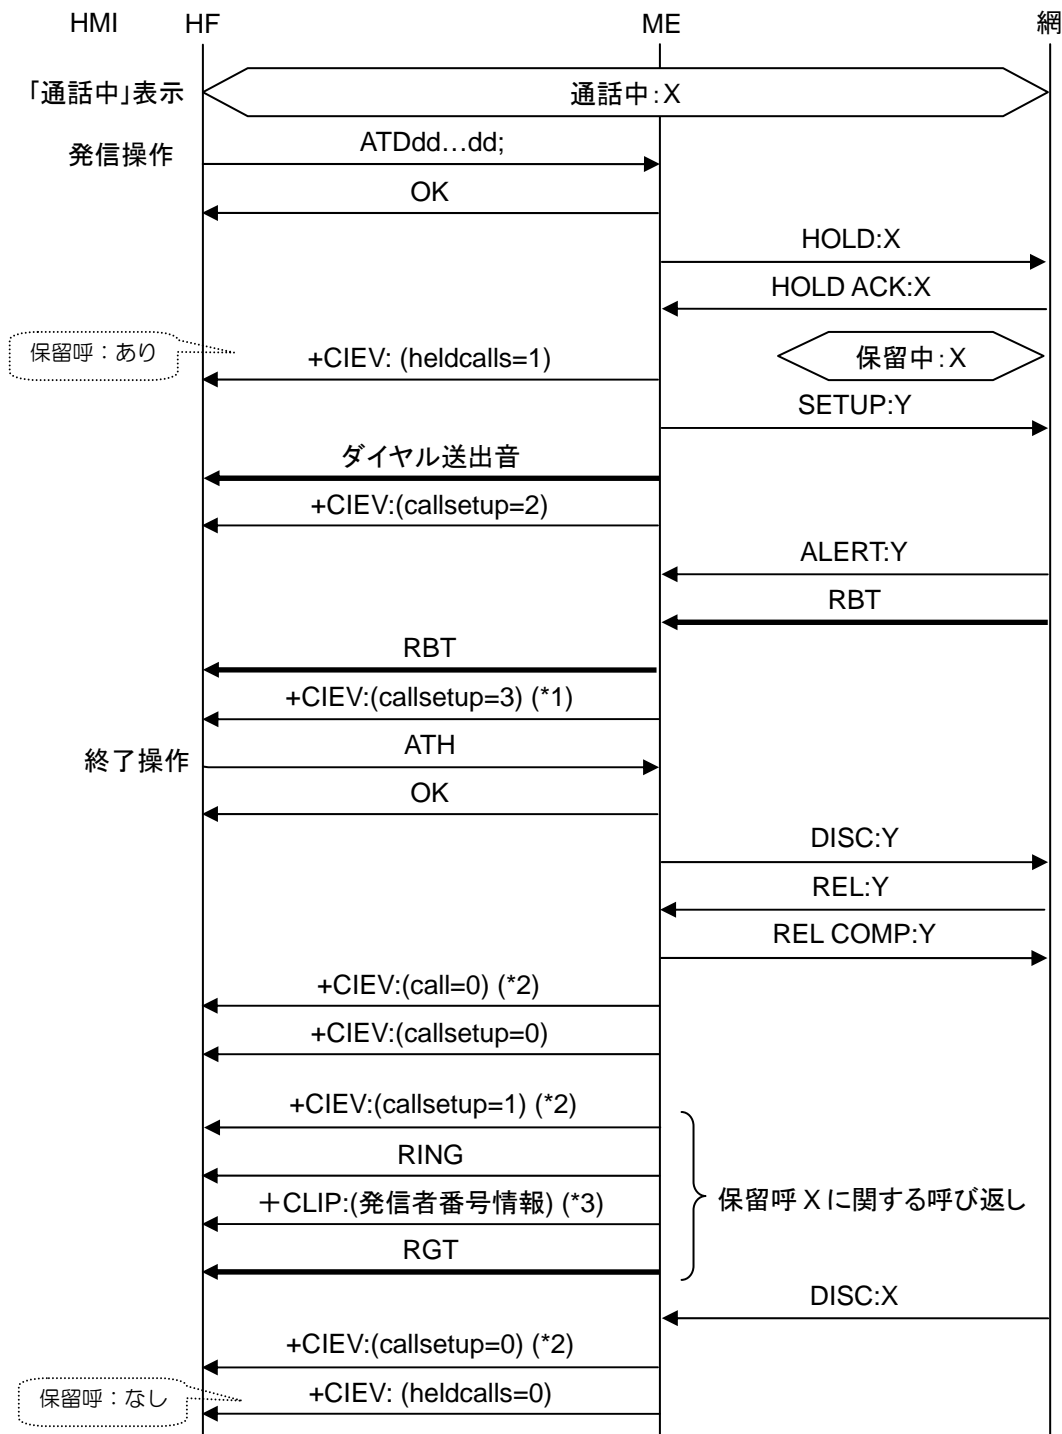 HMI HF ME 網
「通話中」表示
通話中：X
発信操作
ATDdd…dd;
OK
HOLD:X
HOLD ACK:X
保留呼：あり
+CIEV: (heldcalls=1)
保留中：X
SETUP:Y
ダイヤル送出音
+CIEV:(callsetup=2)
ALERT:Y
RBT
RBT
+CIEV:(callsetup=3) (*1)
終了操作
ATH
OK
DISC:Y
REL:Y
REL COMP:Y
+CIEV:(call=0) (*2)
+CIEV:(callsetup=0)
+CIEV:(callsetup=1) (*2)
RING
＋CLIP:(発信者番号情報) (*3)
保留呼 X に関する呼び返し
RGT
DISC:X
+CIEV:(callsetup=0) (*2)
保留呼：なし
+CIEV: (heldcalls=0)